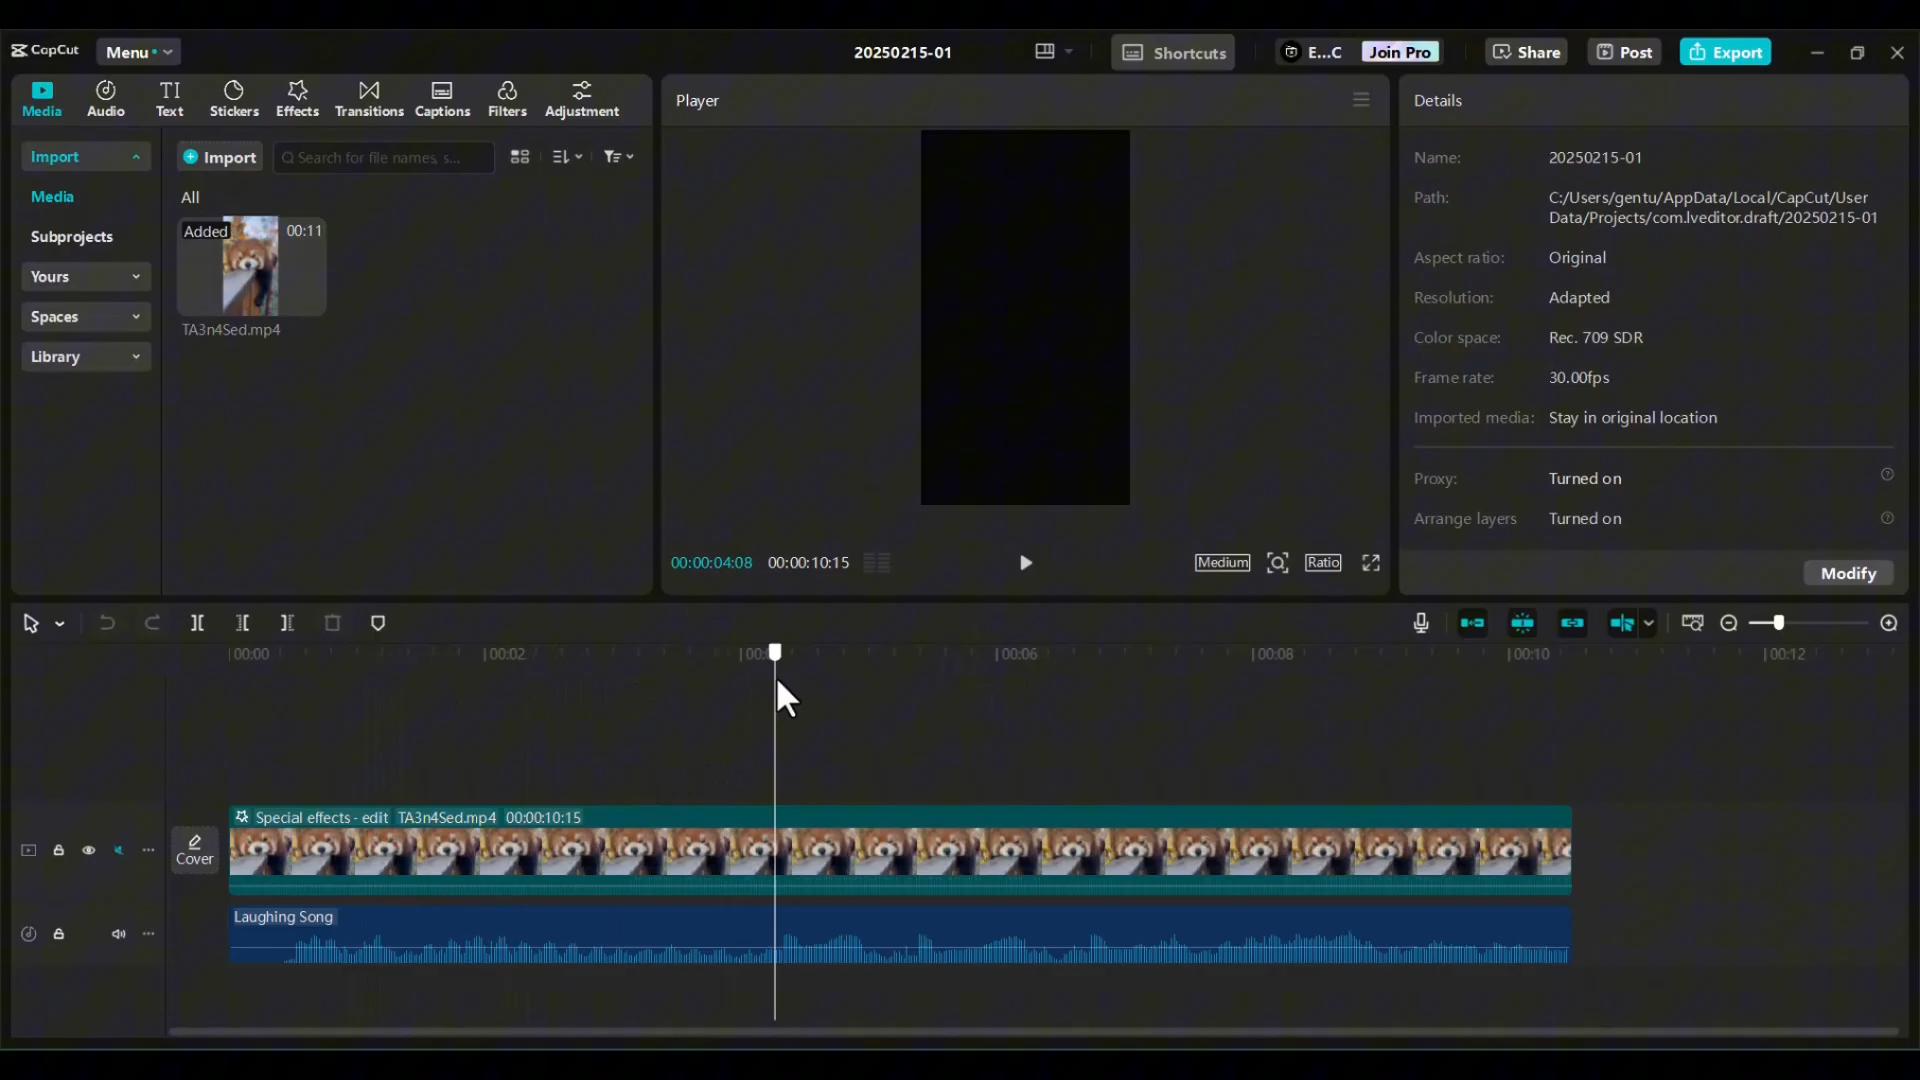 CapCut
Menu
20250215-01
Shortcuts
E...C
Join Pro
Share
Post
Export
Media
Audio
Text
Stickers
Effects
Transitions
Captions
Filters
Adjustment
Player
Details
Import
Import
Search for file names, s...
Media
All
Subprojects
Yours
Spaces
Library
Added
00:11
TA3n4Sed.mp4
Name: 20250215-01
Path: C:/Users/gentu/AppData/Local/CapCut/User
Data/Projects/com.lveditor.draft/20250215-01
Aspect ratio: Original
Resolution: Adapted
Color space: Rec. 709 SDR
Frame rate: 30.00fps
Imported media: Stay in original location
Proxy: Turned on
Arrange layers Turned on
Modify
00:00:04:08 00:00:10:15
Medium
Ratio
00:00
00:02
00:06
00:08
00:10
00:12
Special effects - edit TA3n4Sed.mp4 00:00:10:15
Cover
Laughing Song